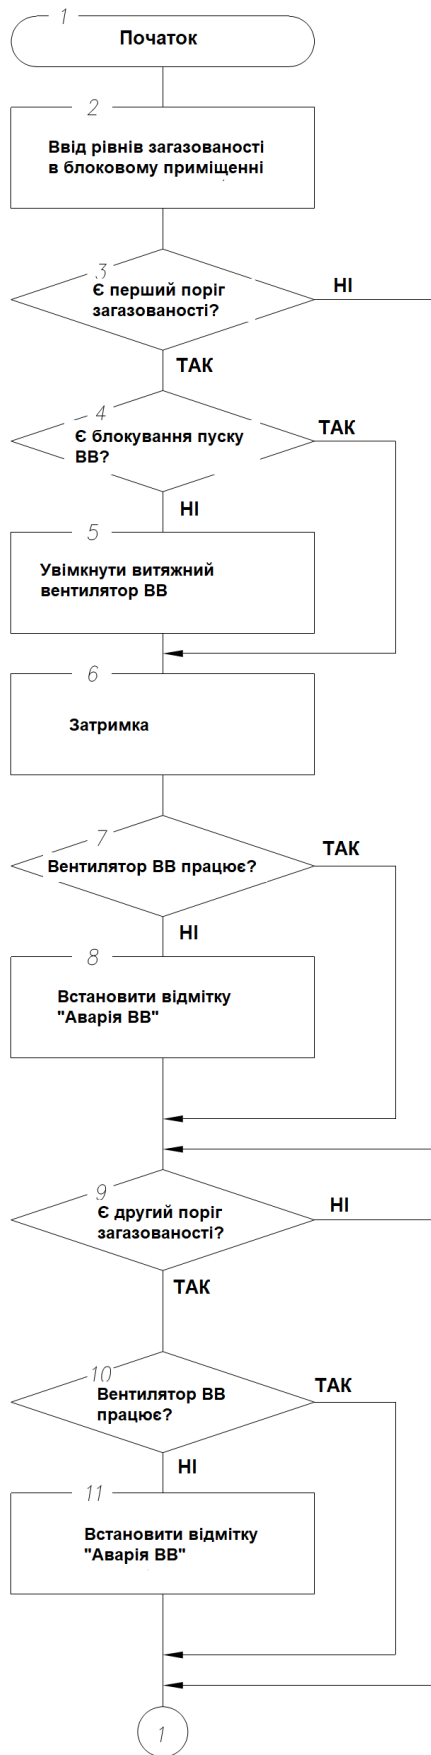 1
Початок
2
Ввід рівнів загазованості
в блоковому приміщенні
3
Є перший поріг
загазованості?
НІ
ТАК
4
Є блокування пуску
ВВ?
ТАК
НІ
5
Увімкнути витяжний
вентилятор ВВ
6
Затримка
7
Вентилятор ВВ працює?
ТАК
НІ
8
Встановити відмітку
"Аварія ВВ"
9
Є другий поріг
загазованості?
НІ
ТАК
10
Вентилятор ВВ
працює?
ТАК
НІ
11
Встановити відмітку
"Аварія ВВ"
1